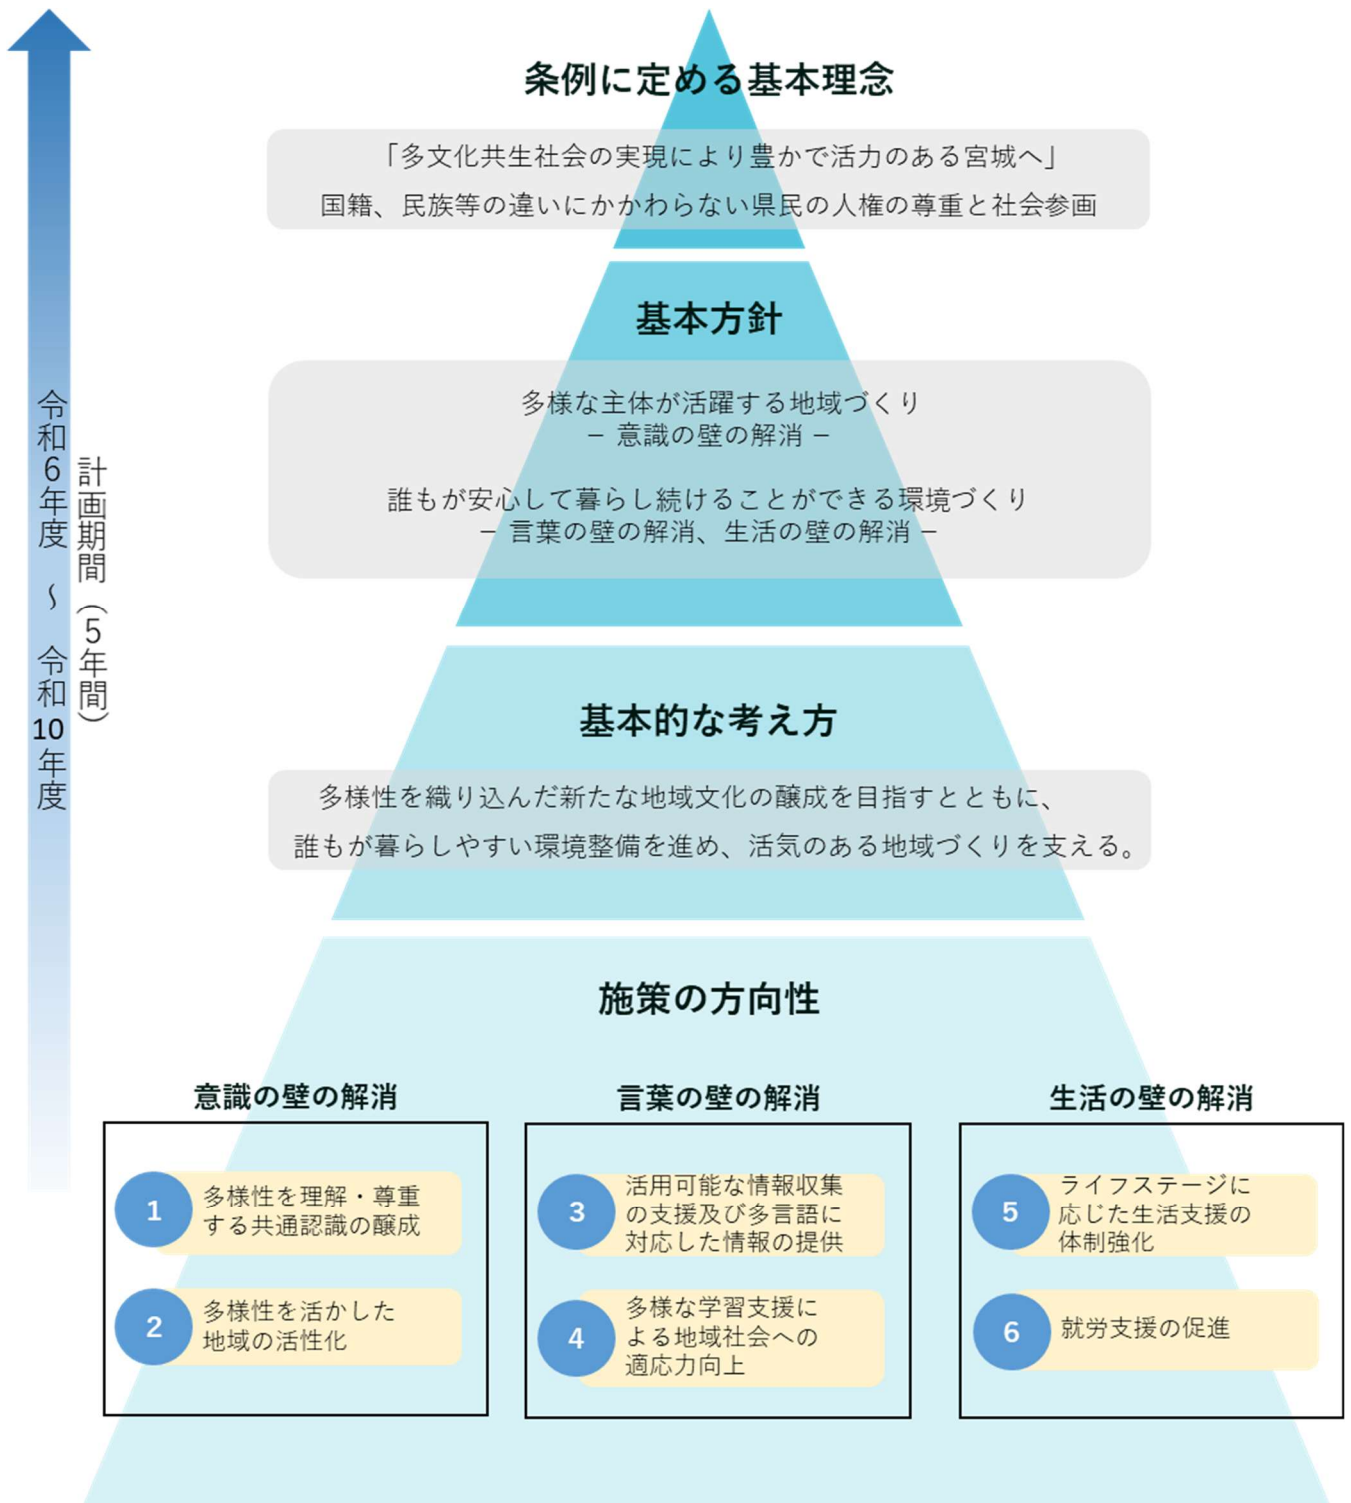 条例に定める基本理念
「多文化共生社会の実現により豊かで活力のある宮城へ」
国籍、民族等の違いにかかわらない県民の人権の尊重と社会参画
基本方針
多様な主体が活躍する地域づくり
− 意識の壁の解消 −
誰もが安心して暮らし続けることができる環境づくり
− 言葉の壁の解消、生活の壁の解消 −
計画期間（5年間）
令和6年度 〜 令和10年度
基本的な考え方
多様性を織り込んだ新たな地域文化の醸成を目指すとともに、
誰もが暮らしやすい環境整備を進め、活気のある地域づくりを支える。
施策の方向性
意識の壁の解消
1
多様性を理解・尊重
する共通認識の醸成
2
多様性を活かした
地域の活性化
言葉の壁の解消
3
活用可能な情報収集
の支援及び多言語に
対応した情報の提供
4
多様な学習支援に
よる地域社会への
適応力向上
生活の壁の解消
5
ライフステージに
応じた生活支援の
体制強化
6
就労支援の促進